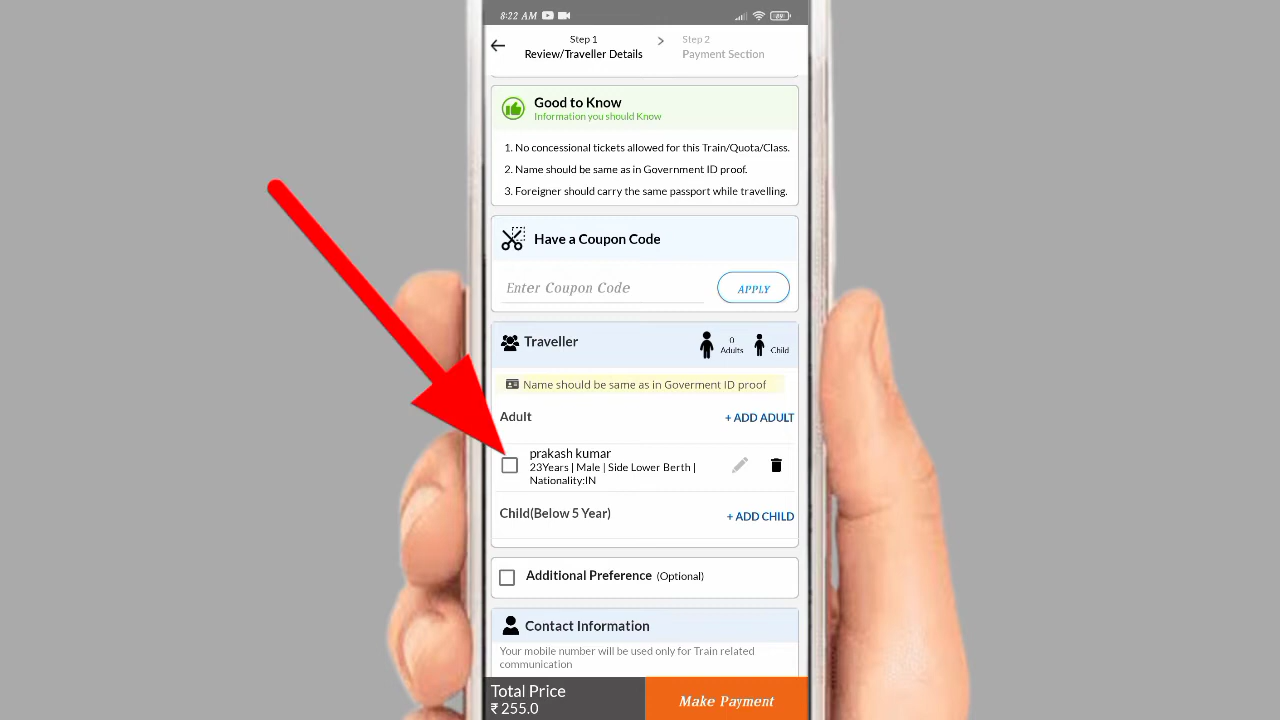 8:22 AM
89
Step 1
Step 2
Review/Traveller Details
Payment Section
Good to Know
Information you should Know
1. No concessional tickets allowed for this Train/Quota/Class.
2. Name should be same as in Government ID proof.
3. Foreigner should carry the same passport while travelling.
Have a Coupon Code
Enter Coupon Code
APPLY
Traveller
0
Adults
Child
Name should be same as in Goverment ID proof
Adult
+ ADD ADULT
prakash kumar
23Years | Male | Side Lower Berth |
Nationality:IN
Child(Below 5 Year)
+ ADD CHILD
Additional Preference (Optional)
Contact Information
Your mobile number will be used only for Train related
communication
Total Price
₹ 255.0
Make Payment